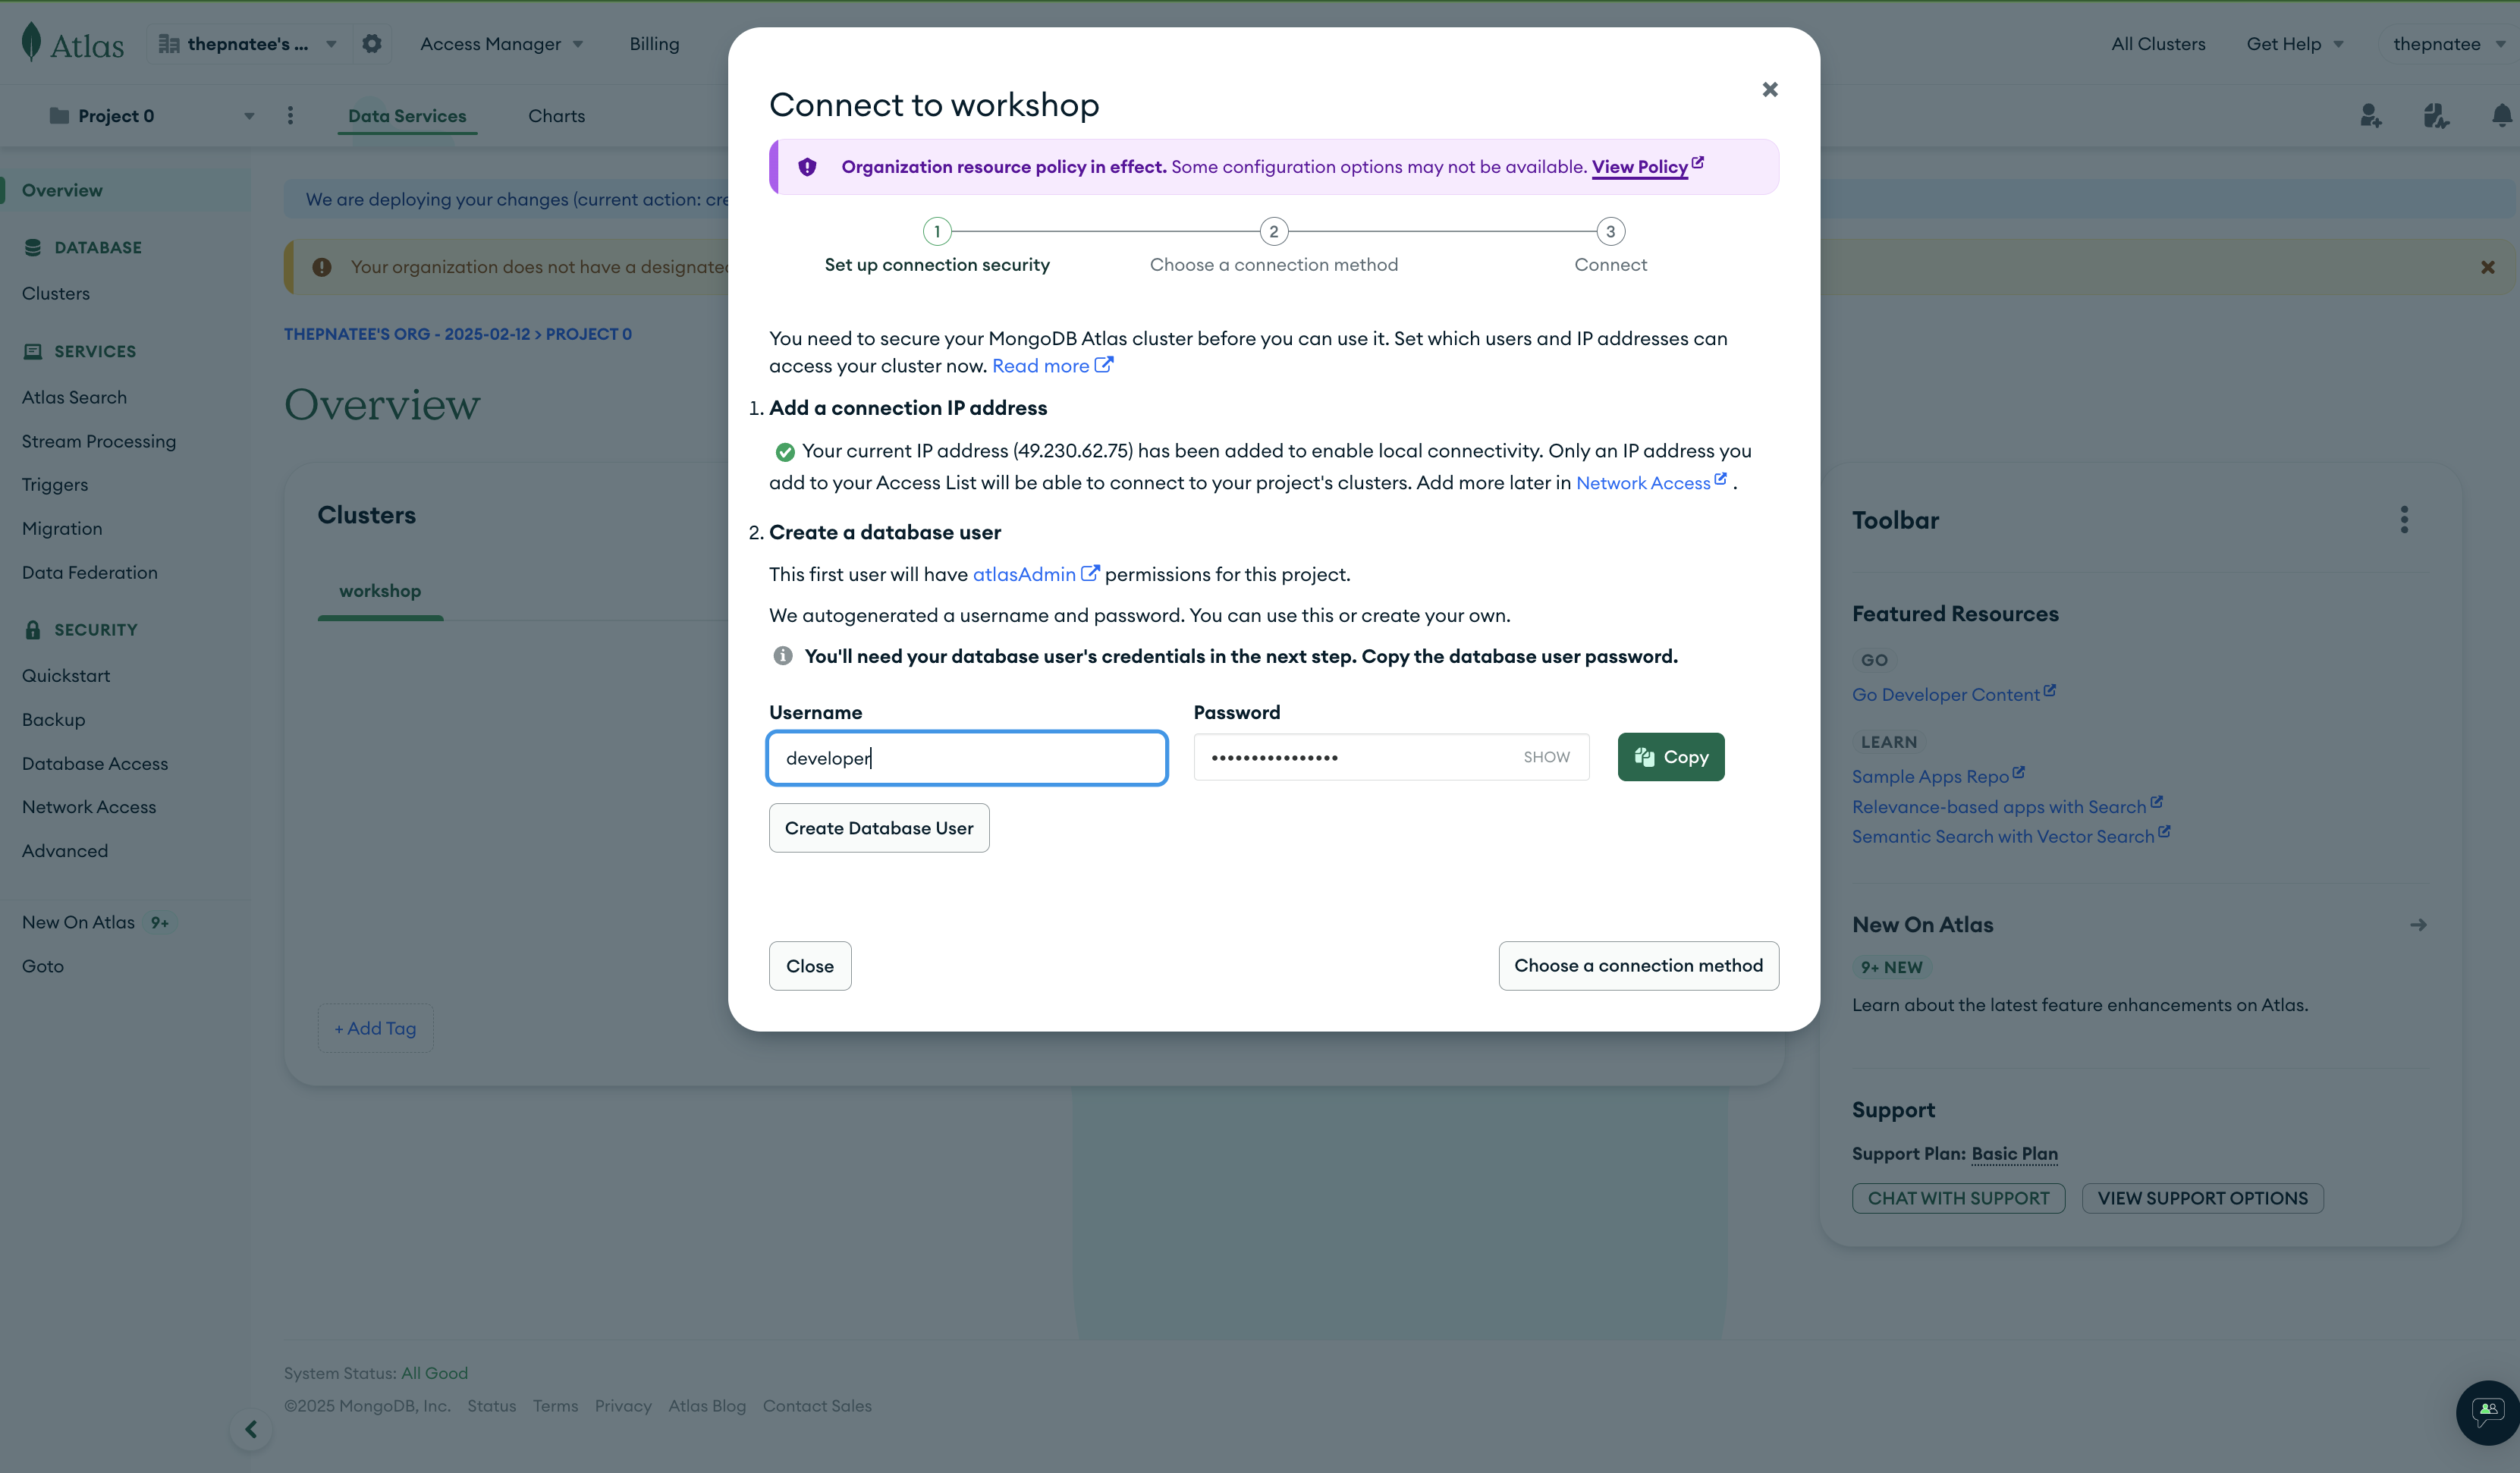 Atlas
thepnatee's ...
Access Manager
Billing
All Clusters
Get Help
thepnatee
Project 0
Data Services
Charts
Overview
DATABASE
Clusters
SERVICES
Atlas Search
Stream Processing
Triggers
Migration
Data Federation
SECURITY
Quickstart
Backup
Database Access
Network Access
Advanced
New On Atlas 9+
Goto
We are deploying your changes (current action: cre
Your organization does not have a designated
THEPNATEE'S ORG - 2025-02-12 > PROJECT 0
Overview
Clusters
workshop
+ Add Tag
Connect to workshop
Organization resource policy in effect. Some configuration options may not be available. View Policy
1
2
3
Set up connection security
Choose a connection method
Connect
You need to secure your MongoDB Atlas cluster before you can use it. Set which users and IP addresses can
access your cluster now. Read more
1. Add a connection IP address
Your current IP address (49.230.62.75) has been added to enable local connectivity. Only an IP address you
add to your Access List will be able to connect to your project's clusters. Add more later in Network Access .
2. Create a database user
This first user will have atlasAdmin permissions for this project.
We autogenerated a username and password. You can use this or create your own.
You'll need your database user's credentials in the next step. Copy the database user password.
Username
Password
developer
•••••••••••••••• SHOW
Copy
Create Database User
Close
Choose a connection method
Toolbar
Featured Resources
GO
Go Developer Content
LEARN
Sample Apps Repo
Relevance-based apps with Search
Semantic Search with Vector Search
New On Atlas
9+ NEW
Learn about the latest feature enhancements on Atlas.
Support
Support Plan: Basic Plan
CHAT WITH SUPPORT
VIEW SUPPORT OPTIONS
System Status: All Good
©2025 MongoDB, Inc. Status Terms Privacy Atlas Blog Contact Sales